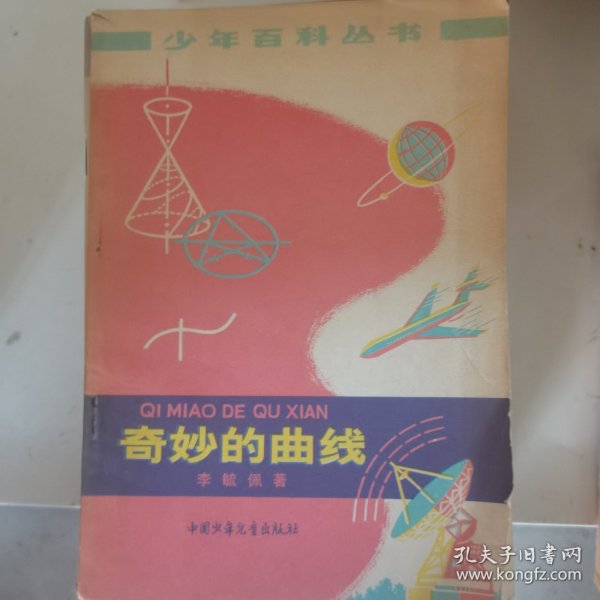 少年百科丛书
QI MIAO DE QU XIAN
奇妙的曲线
李毓佩著
中国少年儿童出版社
孔夫子旧书网
www.kongfz.com